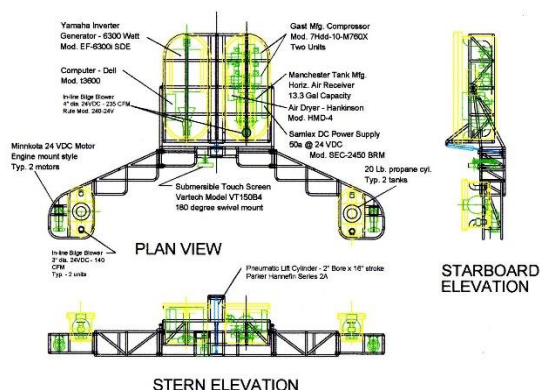 Yamaha Inverter
Generator - 6300 Watt
Mod. EF-6300i SDE
Computer - Dell
Mod. t3600
In-line Bilge Blower
4" dia. 24VDC - 235 CFM
Rule Mod. 240-24V
Minnkota 24 VDC Motor
Engine mount style
Typ. 2 motors
Gast Mfg. Compressor
Mod. 7Hdd-10-M760X
Two Units
Manchester Tank Mfg.
Horiz. Air Receiver
13.3 Gal Capacity
Air Dryer - Hankinson
Mod. HMD-4
Samlex DC Power Supply
50a @ 24 VDC
Mod. SEC-2450 BRM
20 Lb. propane cyl.
Typ. 2 tanks
Submersible Touch Screen
Vartech Model VT150B4
180 degree swivel mount
In-line Bilge Blower
3" dia. 24VDC - 140
CFM
Typ. - 2 units
PLAN VIEW
Pneumatic Lift Cylinder - 2" Bore x 16" stroke
Parker Hannefin Series 2A
STARBOARD
ELEVATION
STERN ELEVATION